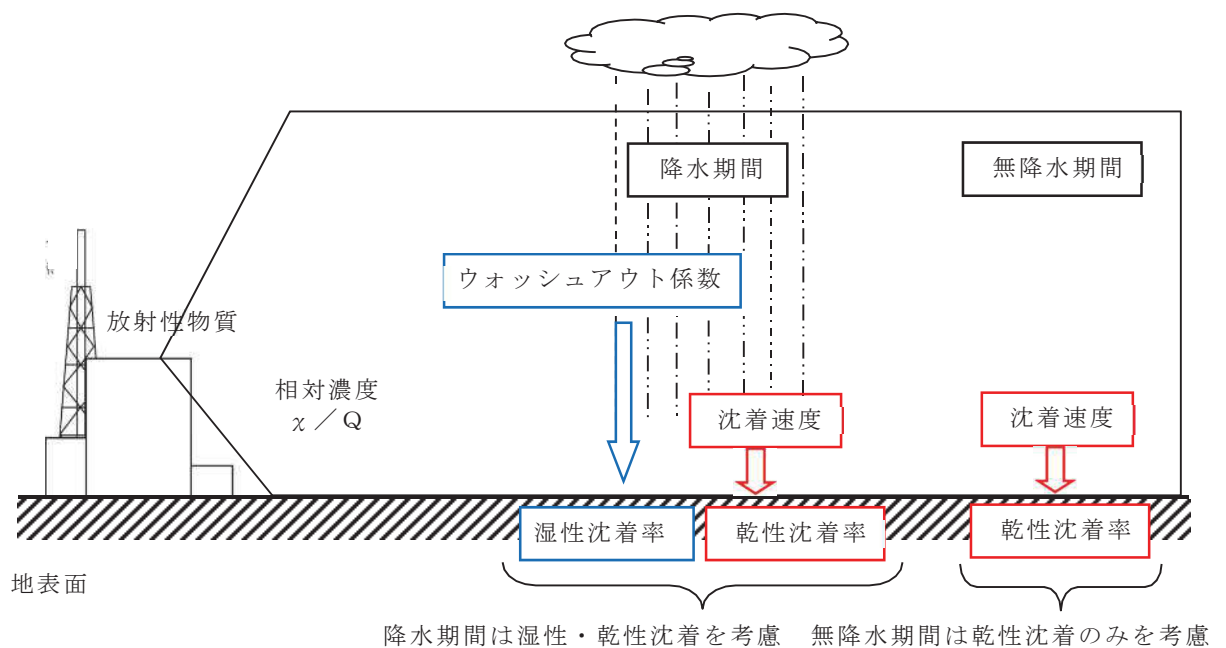 降水期間
無降水期間
ウォッシュアウト係数
放射性物質
相対濃度
χ/Q
沈着速度
沈着速度
湿性沈着率
乾性沈着率
乾性沈着率
地表面
降水期間は湿性・乾性沈着を考慮
無降水期間は乾性沈着のみを考慮